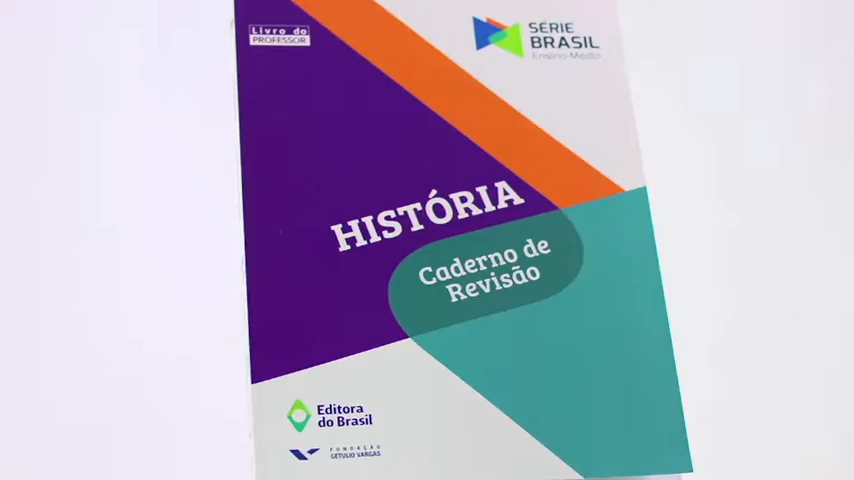 Livro do
PROFESSOR
SÉRIE
BRASIL
Ensino Médio
HISTÓRIA
Caderno de
Revisão
Editora
do Brasil
FUNDAÇÃO
GETULIO VARGAS